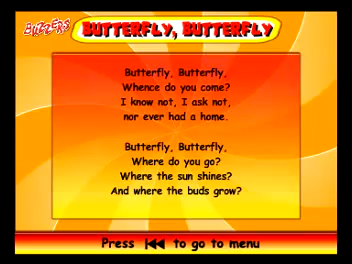 BUZZERS
BUTTERFLY, BUTTERFLY
Butterfly, Butterfly,
Whence do you come?
I know not, I ask not,
nor ever had a home.
Butterfly, Butterfly,
Where do you go?
Where the sun shines?
And where the buds grow?
Press ⏮ to go to menu